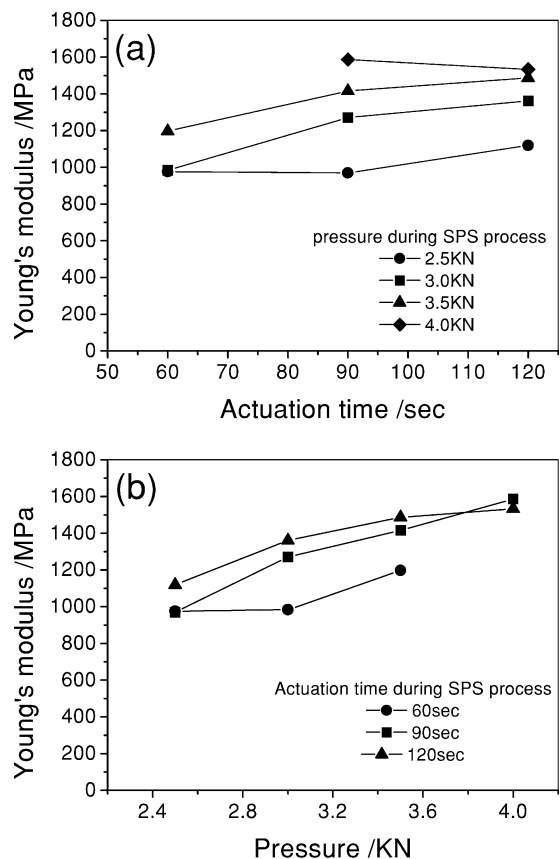 (a)
Young's modulus /MPa
1800
1600
1400
1200
1000
800
600
400
200
0
pressure during SPS process
2.5KN
3.0KN
3.5KN
4.0KN
50 60 70 80 90 100 110 120
Actuation time /sec
(b)
Young's modulus /MPa
1800
1600
1400
1200
1000
800
600
400
200
0
Actuation time during SPS process
60sec
90sec
120sec
2.4 2.8 3.2 3.6 4.0
Pressure /KN